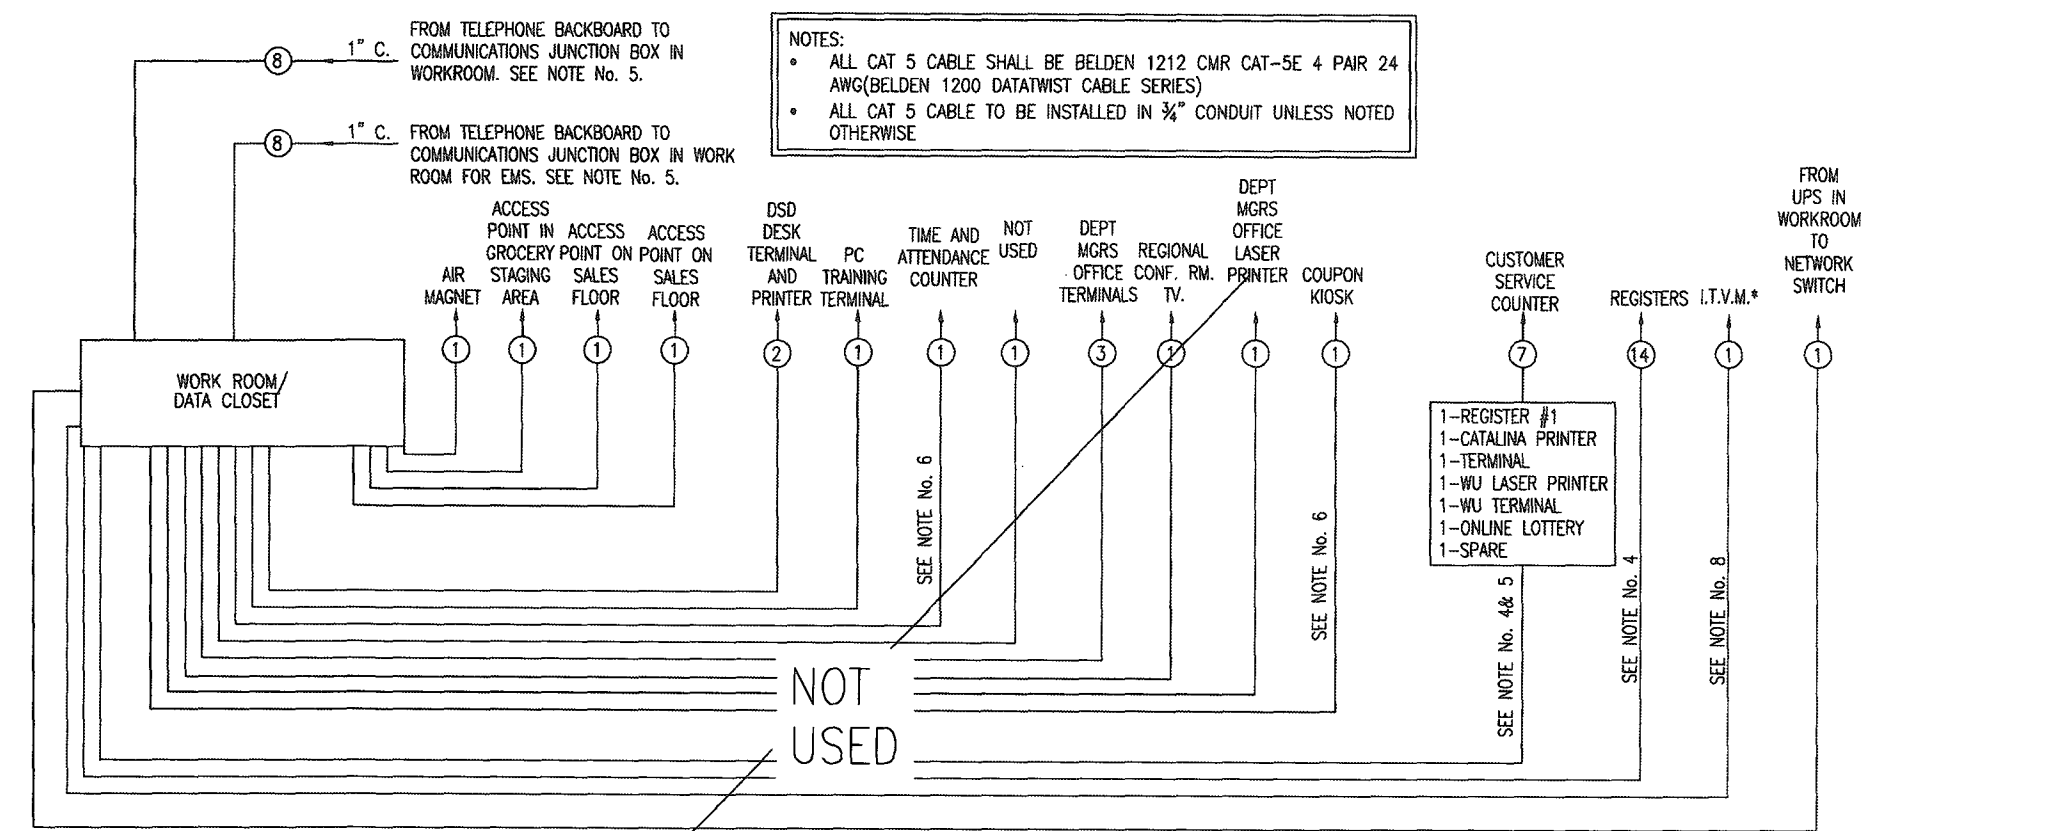 FROM TELEPHONE BACKBOARD TO
COMMUNICATIONS JUNCTION BOX IN
WORKROOM. SEE NOTE No. 5.
1" C.
8
FROM TELEPHONE BACKBOARD TO
COMMUNICATIONS JUNCTION BOX IN WORK
ROOM FOR EMS. SEE NOTE No. 5.
1" C.
8
NOTES:
• ALL CAT 5 CABLE SHALL BE BELDEN 1212 CMR CAT-5E 4 PAIR 24
AWG(BELDEN 1200 DATATWIST CABLE SERIES)
• ALL CAT 5 CABLE TO BE INSTALLED IN ¾" CONDUIT UNLESS NOTED
OTHERWISE
AIR
MAGNET
1
ACCESS
POINT IN
GROCERY
STAGING
AREA
1
ACCESS
POINT ON
SALES
FLOOR
1
ACCESS
POINT ON
SALES
FLOOR
1
DSD
DESK
TERMINAL
AND
PRINTER
2
PC
TRAINING
TERMINAL
1
TIME AND
ATTENDANCE
COUNTER
1
NOT
USED
1
DEPT
MGRS
OFFICE
TERMINALS
3
REGIONAL
CONF. RM.
TV.
1
DEPT
MGRS
OFFICE
LASER
PRINTER
1
COUPON
KIOSK
1
CUSTOMER
SERVICE
COUNTER
7
REGISTERS
14
I.T.V.M.*
1
FROM
UPS IN
WORKROOM
TO
NETWORK
SWITCH
1
WORK ROOM/
DATA CLOSET
1-REGISTER #1
1-CATALINA PRINTER
1-TERMINAL
1-WU LASER PRINTER
1-WU TERMINAL
1-ONLINE LOTTERY
1-SPARE
SEE NOTE No. 6
SEE NOTE No. 6
SEE NOTE No. 4& 5
SEE NOTE No. 4
SEE NOTE No. 8
NOT
USED